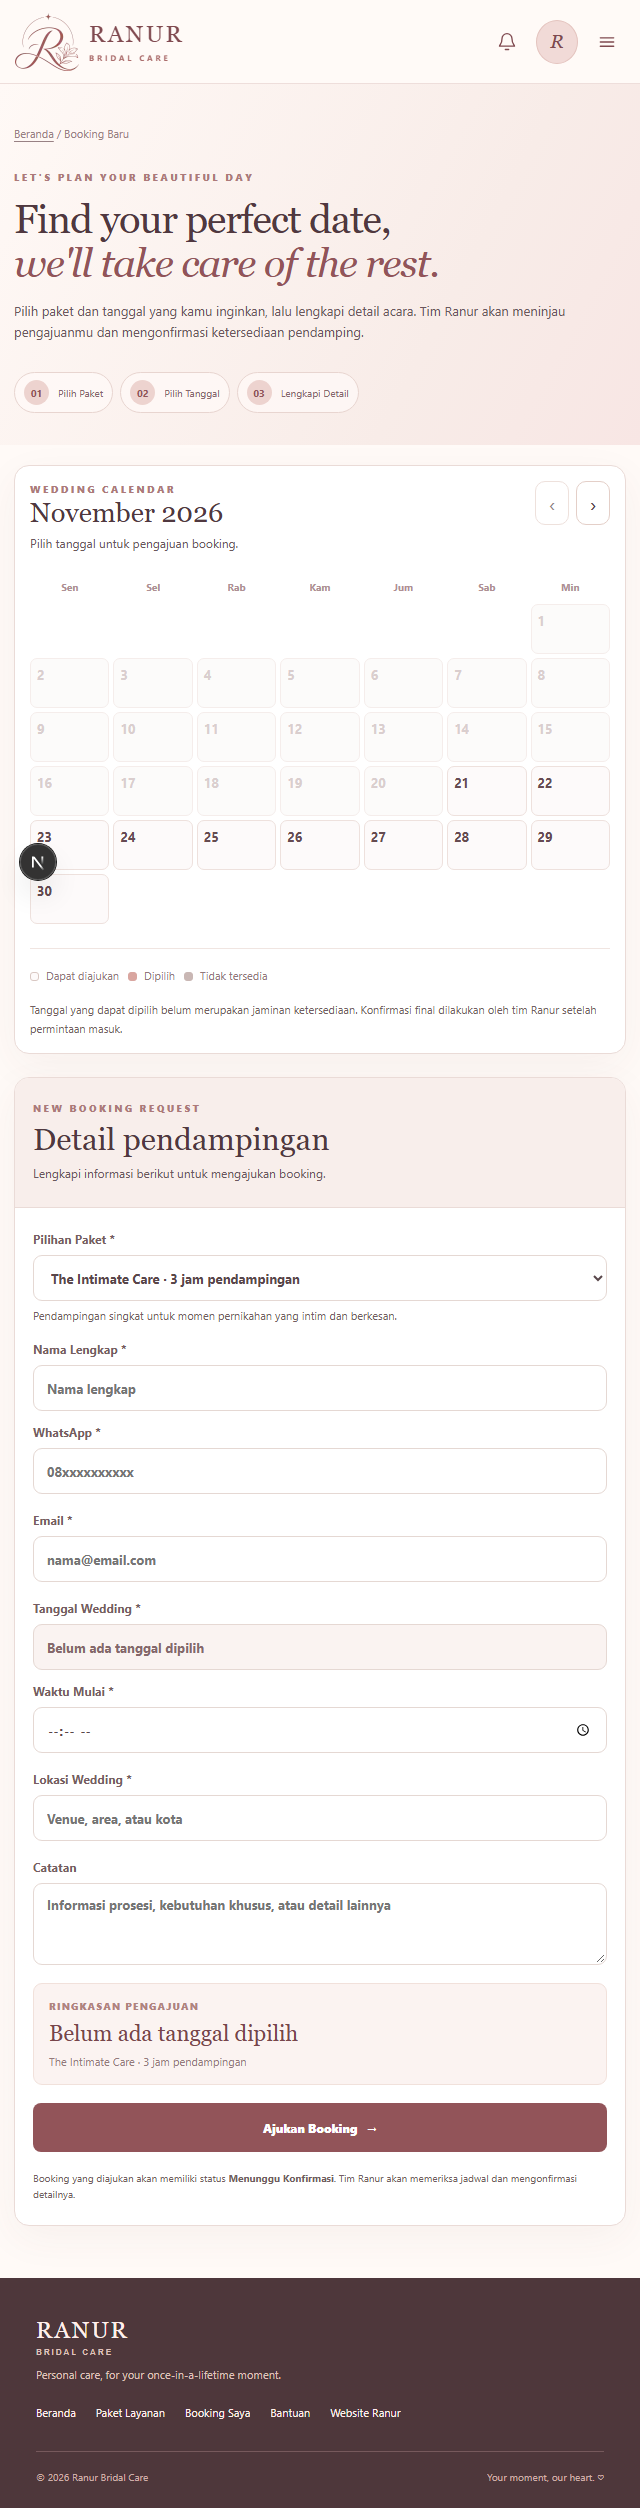 RANUR
BRIDAL CARE
R
Beranda / Booking Baru
LET'S PLAN YOUR BEAUTIFUL DAY
Find your perfect date,
we'll take care of the rest.
Pilih paket dan tanggal yang kamu inginkan, lalu lengkapi detail acara. Tim Ranur akan meninjau
pengajuanmu dan mengonfirmasi ketersediaan pendamping.
01 Pilih Paket 02 Pilih Tanggal 03 Lengkapi Detail
WEDDING CALENDAR
November 2026
‹ ›
Pilih tanggal untuk pengajuan booking.
Sen Sel Rab Kam Jum Sab Min
1
2 3 4 5 6 7 8
9 10 11 12 13 14 15
16 17 18 19 20 21 22
23 24 25 26 27 28 29
N
30
Dapat diajukan Dipilih Tidak tersedia
Tanggal yang dapat dipilih belum merupakan jaminan ketersediaan. Konfirmasi final dilakukan oleh tim Ranur setelah
permintaan masuk.
NEW BOOKING REQUEST
Detail pendampingan
Lengkapi informasi berikut untuk mengajukan booking.
Pilihan Paket *
The Intimate Care · 3 jam pendampingan
Pendampingan singkat untuk momen pernikahan yang intim dan berkesan.
Nama Lengkap *
Nama lengkap
WhatsApp *
08xxxxxxxxxx
Email *
nama@email.com
Tanggal Wedding *
Belum ada tanggal dipilih
Waktu Mulai *
--:-- --
Lokasi Wedding *
Venue, area, atau kota
Catatan
Informasi prosesi, kebutuhan khusus, atau detail lainnya
RINGKASAN PENGAJUAN
Belum ada tanggal dipilih
The Intimate Care · 3 jam pendampingan
Ajukan Booking →
Booking yang diajukan akan memiliki status Menunggu Konfirmasi. Tim Ranur akan memeriksa jadwal dan mengonfirmasi
detailnya.
RANUR
BRIDAL CARE
Personal care, for your once-in-a-lifetime moment.
Beranda Paket Layanan Booking Saya Bantuan Website Ranur
© 2026 Ranur Bridal Care
Your moment, our heart. ♡